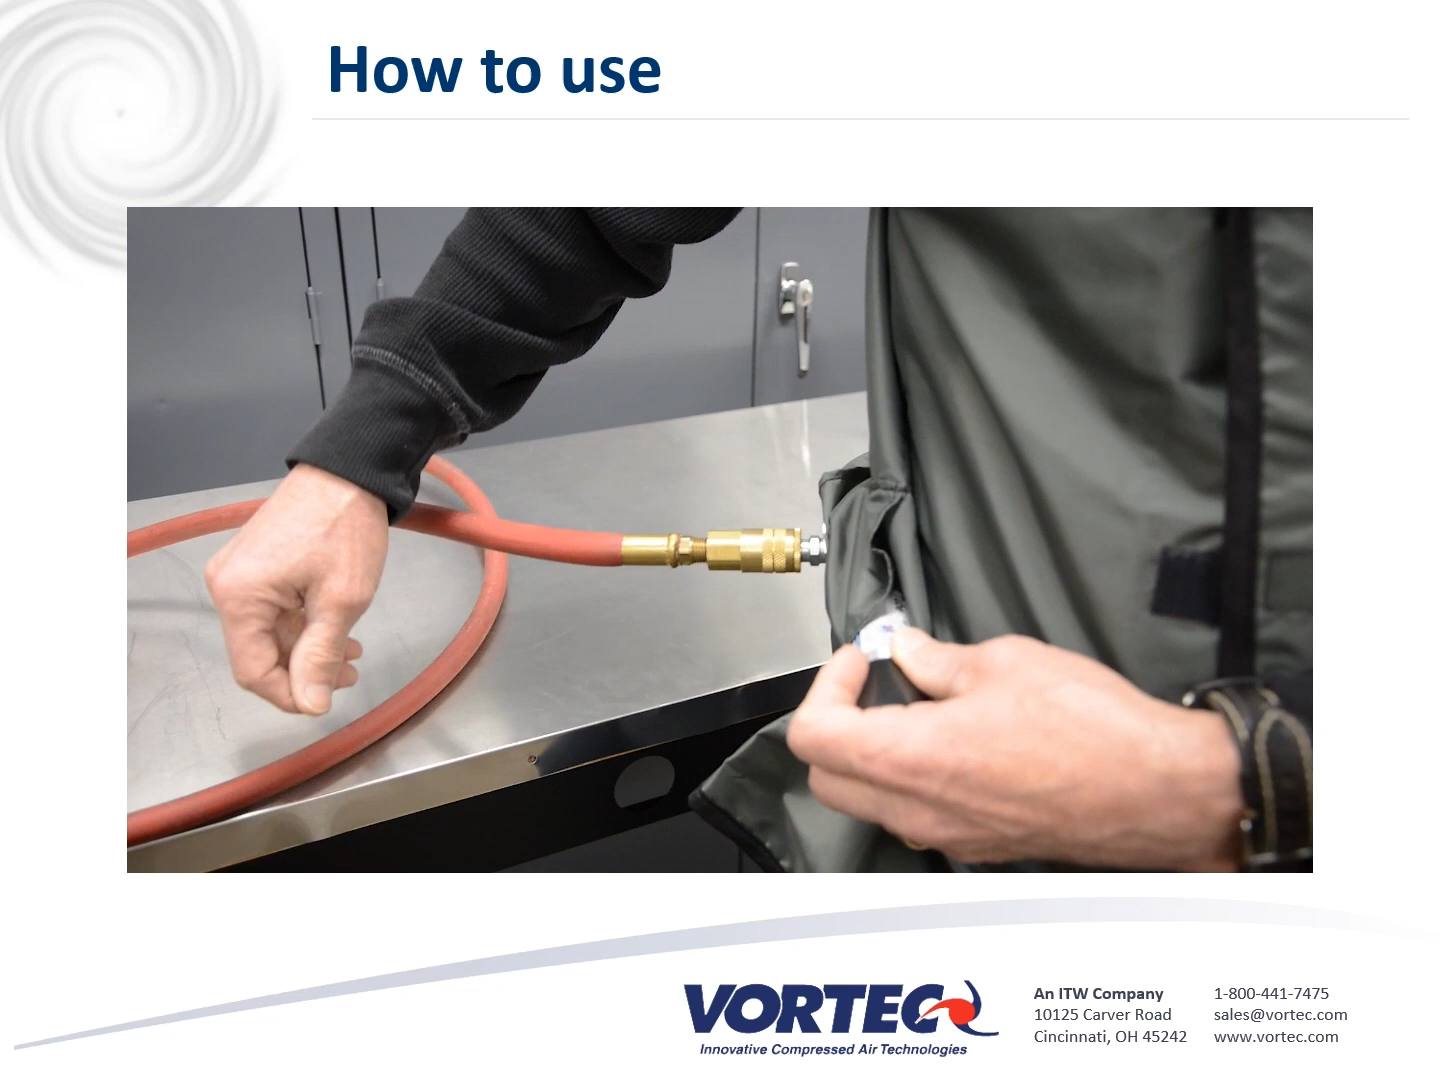 How to use
VORTEC
Innovative Compressed Air Technologies
An ITW Company
10125 Carver Road
Cincinnati, OH 45242
1-800-441-7475
sales@vortec.com
www.vortec.com